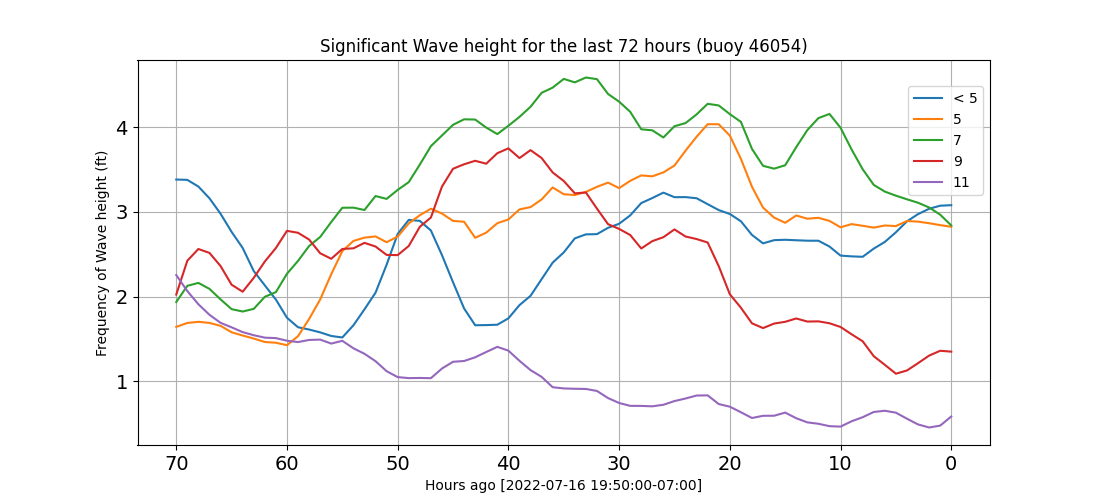 Significant Wave height for the last 72 hours (buoy 46054)
Frequency of Wave height (ft)
4
3
2
1
< 5
5
7
9
11
70 60 50 40 30 20 10 0
Hours ago [2022-07-16 19:50:00-07:00]